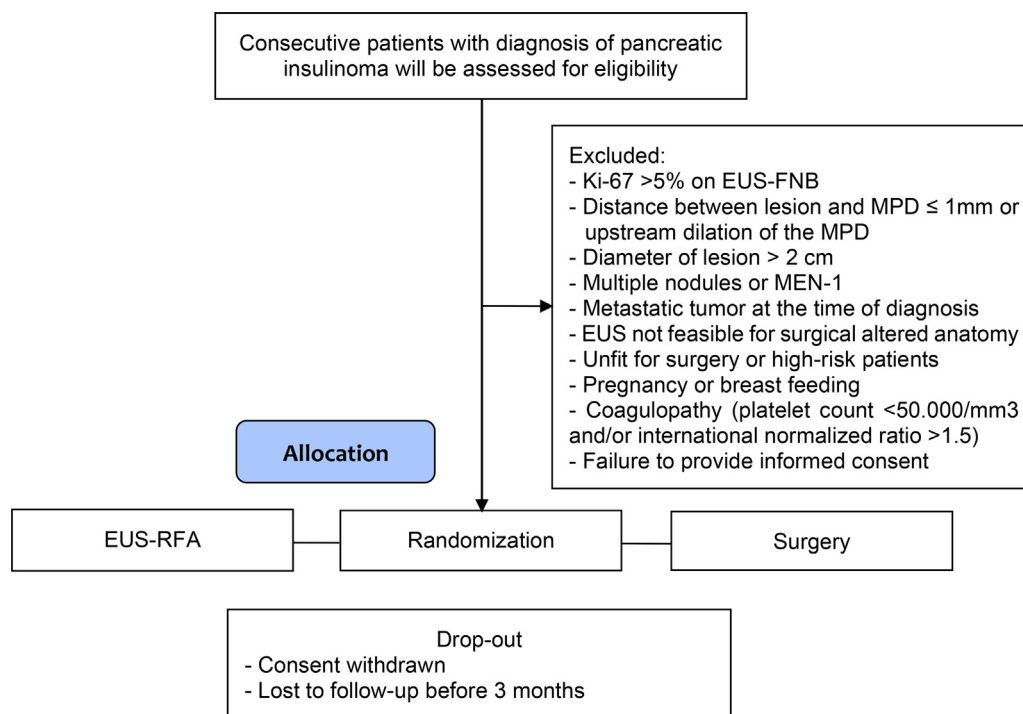 Consecutive patients with diagnosis of pancreatic
insulinoma will be assessed for eligibility
Excluded:
- Ki-67 >5% on EUS-FNB
- Distance between lesion and MPD ≤ 1mm or
upstream dilation of the MPD
- Diameter of lesion > 2 cm
- Multiple nodules or MEN-1
- Metastatic tumor at the time of diagnosis
- EUS not feasible for surgical altered anatomy
- Unfit for surgery or high-risk patients
- Pregnancy or breast feeding
- Coagulopathy (platelet count <50.000/mm3
and/or international normalized ratio >1.5)
- Failure to provide informed consent
Allocation
EUS-RFA
Randomization
Surgery
Drop-out
- Consent withdrawn
- Lost to follow-up before 3 months